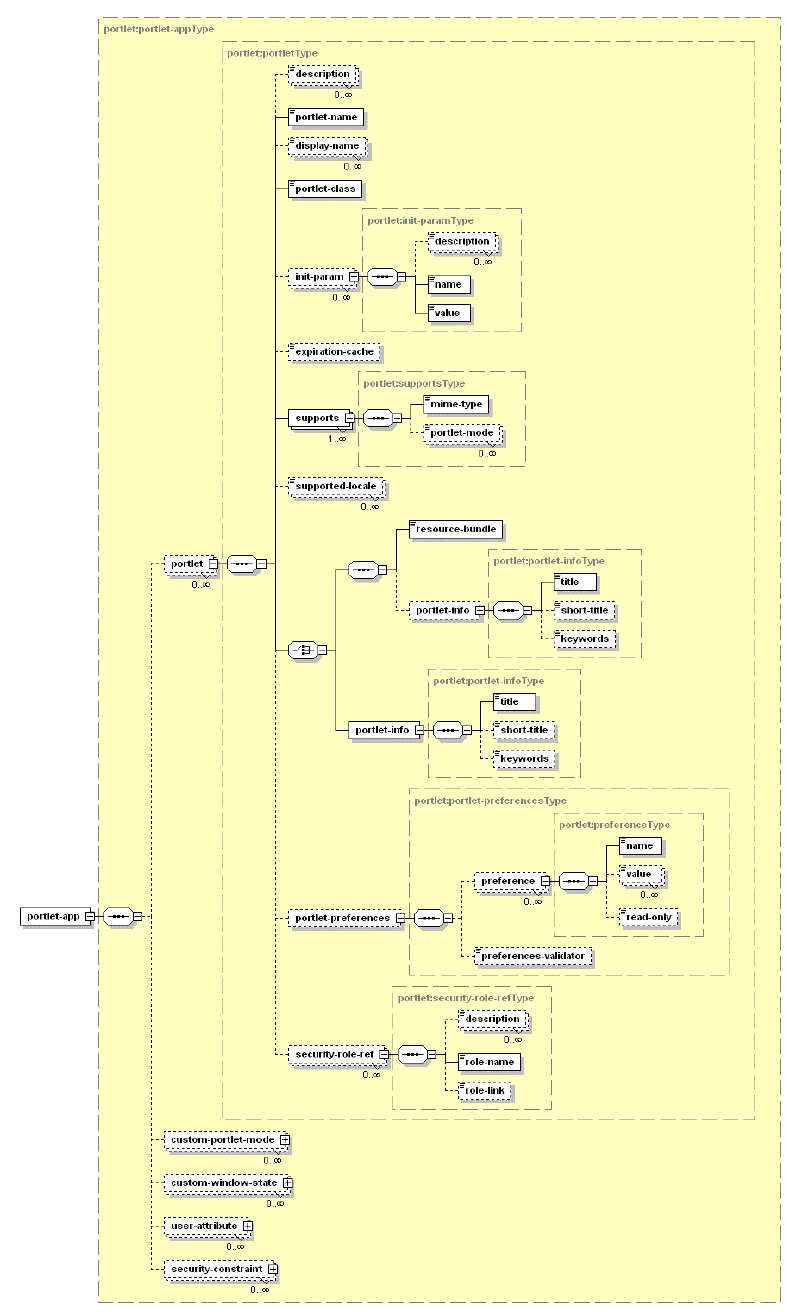 portlet:portlet-appType
portlet:portletType
description
0..∞
portlet-name
display-name
0..∞
portlet-class
portlet:init-paramType
description
0..∞
init-param
0..∞
name
value
expiration-cache
portlet:supportsType
mime-type
supports
1..∞
portlet-mode
0..∞
supported-locale
0..∞
resource-bundle
portlet:portlet-infoType
portlet
0..∞
title
portlet-info
short-title
keywords
portlet:portlet-infoType
title
portlet-info
short-title
keywords
portlet:portlet-preferencesType
portlet:preferenceType
name
preference
0..∞
value
0..∞
read-only
portlet-app
portlet-preferences
preferences-validator
portlet:security-role-refType
description
0..∞
security-role-ref
0..∞
role-name
role-link
custom-portlet-mode
0..∞
custom-window-state
0..∞
user-attribute
0..∞
security-constraint
0..∞